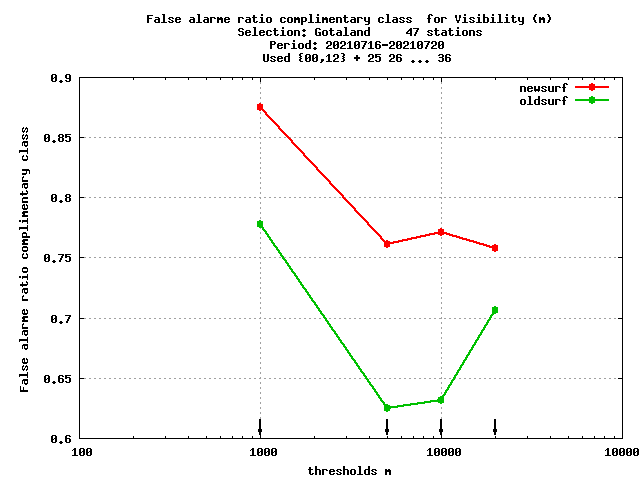 False alarme ratio complimentary class  for Visibility (m)
Selection: Gotaland     47 stations
Period: 20210716-20210720
Used {00,12} + 25 26 ... 36
newsurf
oldsurf
False alarme ratio complimentary class
0.9
0.85
0.8
0.75
0.7
0.65
0.6
100 1000 10000 10000
thresholds m